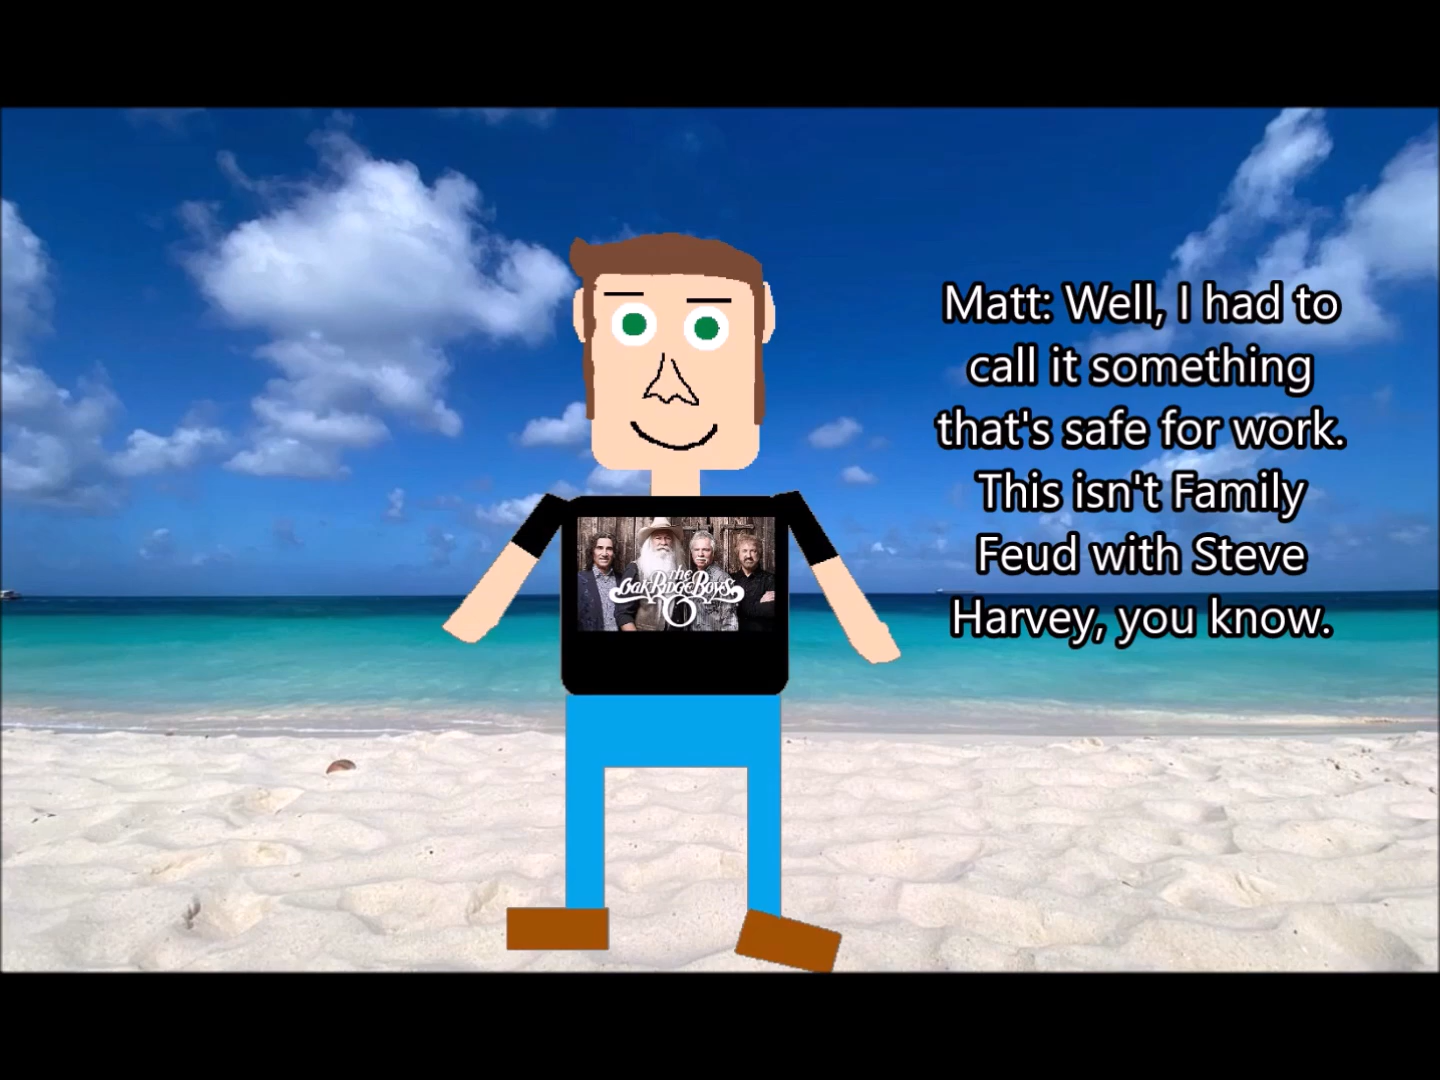 Matt: Well, I had to
call it something
that's safe for work.
This isn't Family
Feud with Steve
Harvey, you know.
the
Oak Ridge Boys